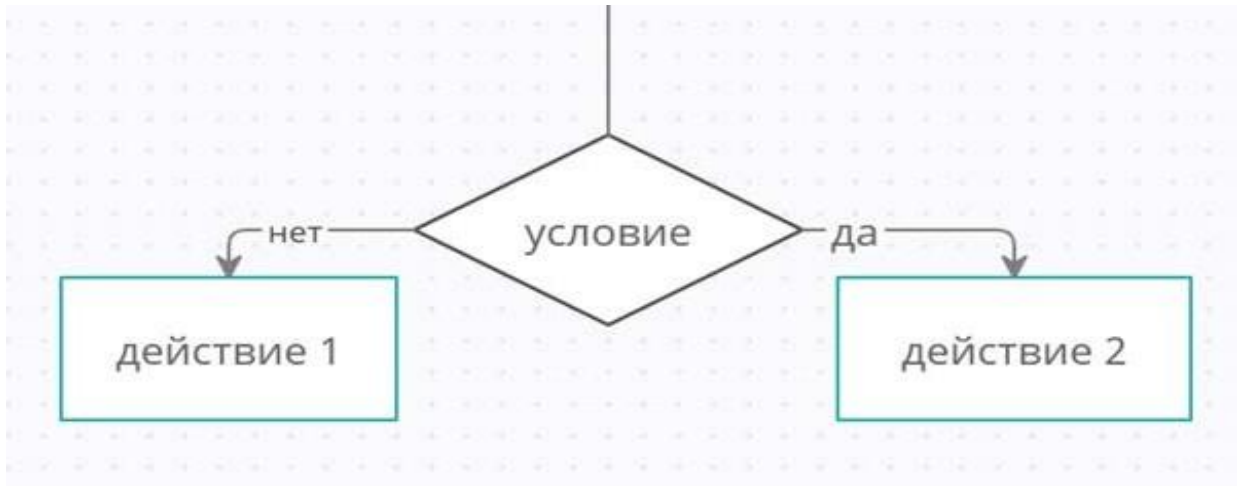 нет
условие
да
действие 1
действие 2